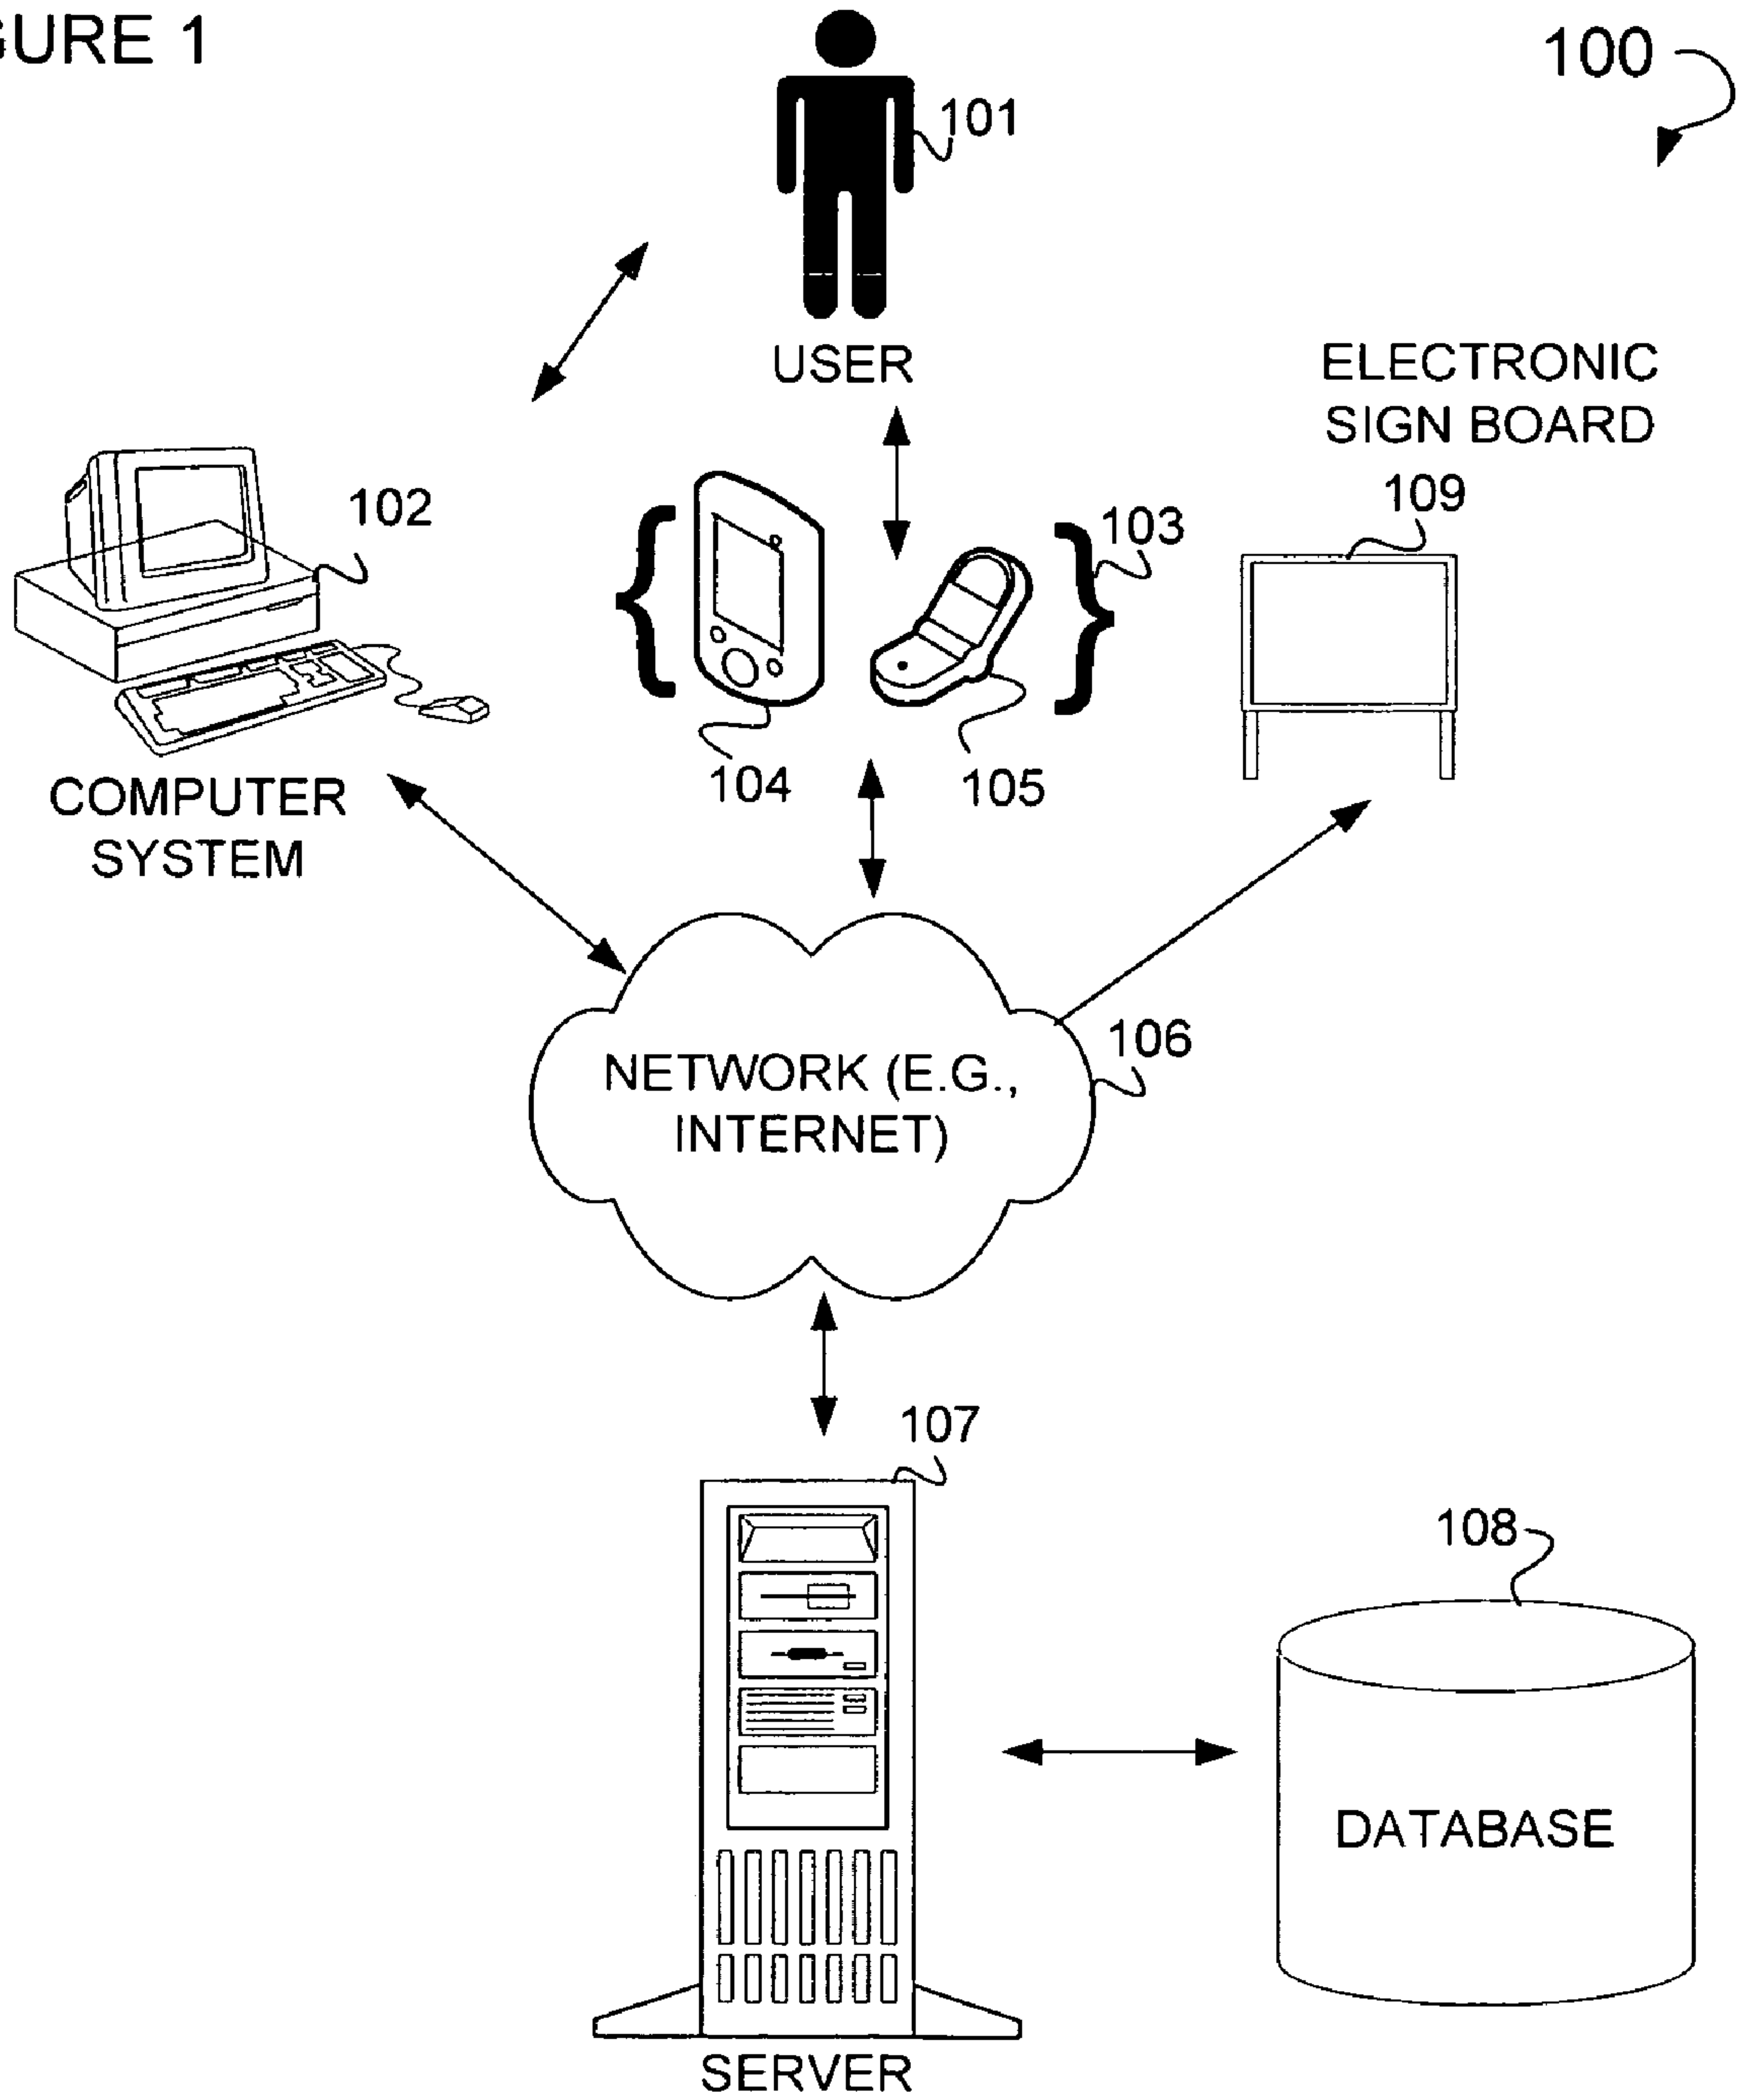 GURE 1
100
101
USER
ELECTRONIC
SIGN BOARD
102
103
109
104
105
COMPUTER
SYSTEM
NETWORK (E.G.,
INTERNET)
106
107
108
DATABASE
SERVER